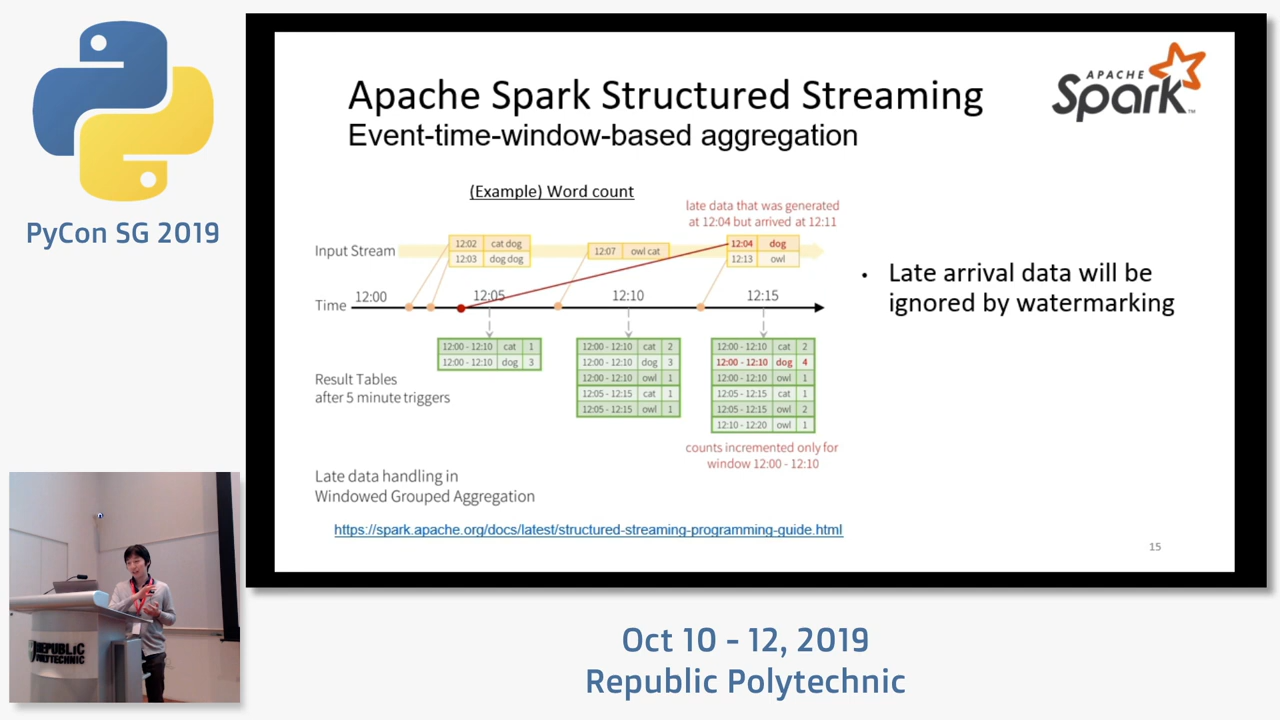 PyCon SG 2019
Apache Spark Structured Streaming
Event-time-window-based aggregation
APACHE
Spark™
(Example) Word count
late data that was generated
at 12:04 but arrived at 12:11
Input Stream
12:02 cat dog
12:03 dog dog
12:07 owl cat
12:04 dog
12:13 owl
Time
12:00
12:05
12:10
12:15
12:00 - 12:10 cat 1
12:00 - 12:10 dog 3
12:00 - 12:10 cat 2
12:00 - 12:10 dog 3
12:00 - 12:10 owl 1
12:05 - 12:15 cat 1
12:05 - 12:15 owl 1
12:00 - 12:10 cat 2
12:00 - 12:10 dog 4
12:00 - 12:10 owl 1
12:05 - 12:15 cat 1
12:05 - 12:15 owl 2
12:10 - 12:20 owl 1
Result Tables
after 5 minute triggers
counts incremented only for
window 12:00 - 12:10
Late data handling in
Windowed Grouped Aggregation
https://spark.apache.org/docs/latest/structured-streaming-programming-guide.html
• Late arrival data will be
ignored by watermarking
15
REPUBLIC
POLYTECHNIC
Oct 10 - 12, 2019
Republic Polytechnic